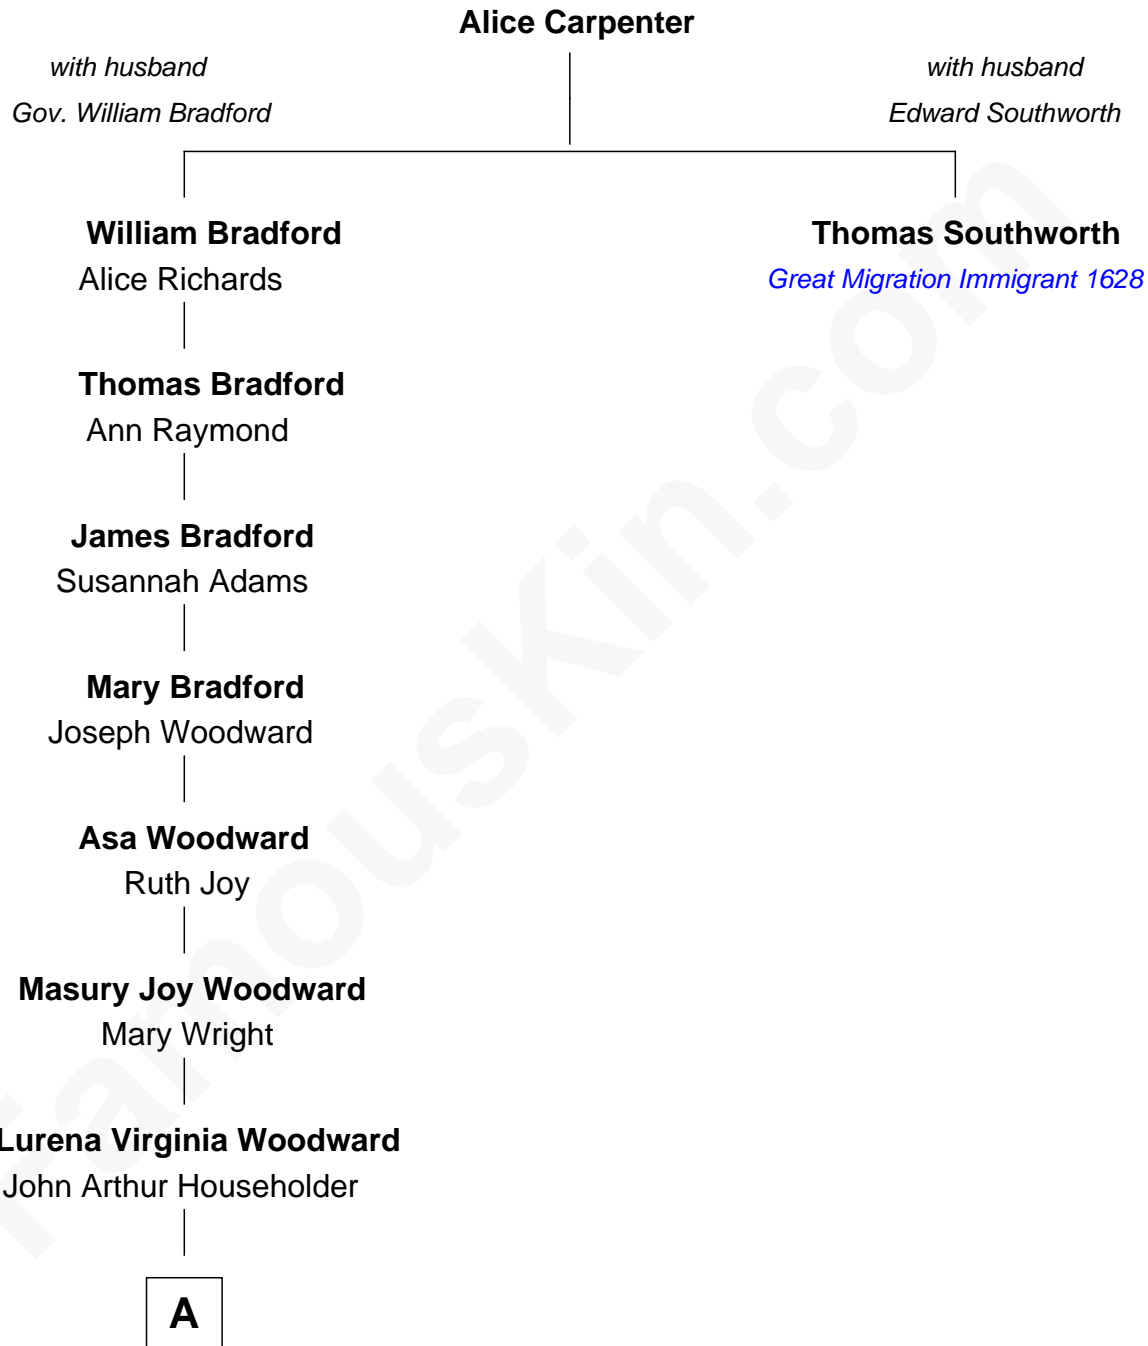 Alice Carpenter
with husband
Gov. William Bradford
with husband
Edward Southworth
William Bradford
Alice Richards
Thomas Southworth
Great Migration Immigrant 1628
Thomas Bradford
Ann Raymond
James Bradford
Susannah Adams
Mary Bradford
Joseph Woodward
Asa Woodward
Ruth Joy
Masury Joy Woodward
Mary Wright
Lurena Virginia Woodward
John Arthur Householder
A
FamousKin.com